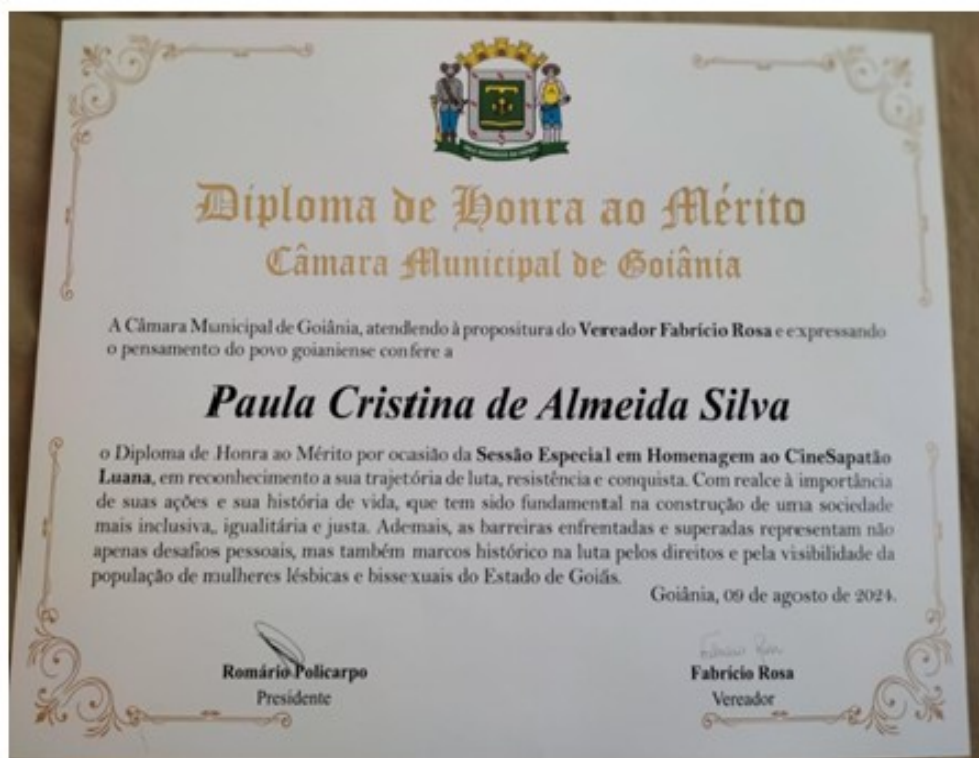 Diploma de Honra ao Mérito
Câmara Municipal de Goiânia
A Câmara Municipal de Goiânia, atendendo à propositura do Vereador Fabrício Rosa e expressando
o pensamento do povo goianiense confere a
Paula Cristina de Almeida Silva
o Diploma de Honra ao Mérito por ocasião da Sessão Especial em Homenagem ao CineSapatão
Luana, em reconhecimento a sua trajetória de luta, resistência e conquista. Com realce à importância
de suas ações e sua história de vida, que tem sido fundamental na construção de uma sociedade
mais inclusiva,, igualitária e justa. Ademais, as barreiras enfrentadas e superadas representam não
apenas desafios pessoais, mas também marcos histórico na luta pelos direitos e pela visibilidade da
população de mulheres lésbicas e bissexuais do Estado de Goiás.
Goiânia, 09 de agosto de 2024.
Romário Policarpo
Presidente
Fabrício Rosa
Vereador